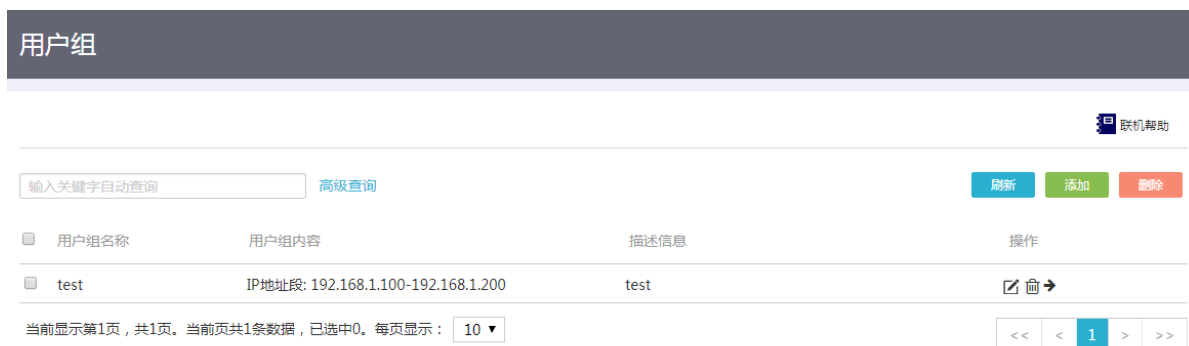 用户组
联机帮助
输入关键字自动查询 高级查询 刷新 添加 删除
用户组名称 用户组内容 描述信息 操作
test IP地址段: 192.168.1.100-192.168.1.200 test
当前显示第1页，共1页。当前页共1条数据，已选中0。每页显示： 10 << < 1 > >>